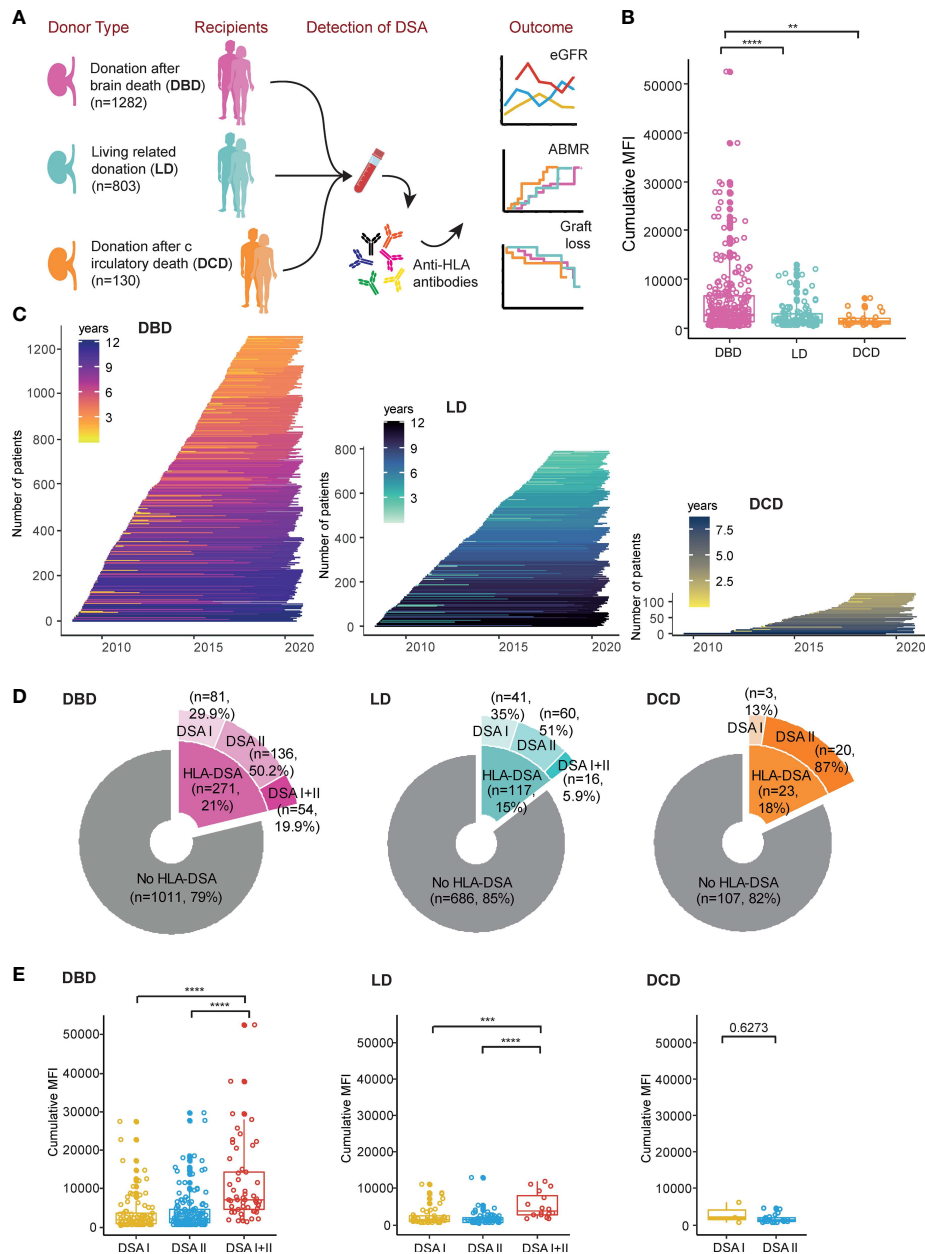 A
Donor Type
Recipients
Detection of DSA
Outcome
Donation after
brain death (DBD)
(n=1282)
Living related
donation (LD)
(n=803)
Donation after c
irculatory death (DCD)
(n=130)
Anti-HLA
antibodies
eGFR
ABMR
Graft
loss
B
**
****
Cumulative MFI
50000
40000
30000
20000
10000
0
DBD
LD
DCD
C
years
DBD
12
9
6
3
Number of patients
1200
1000
800
600
400
200
0
2010
2015
2020
years
LD
12
9
6
3
Number of patients
800
600
400
200
0
2010
2015
2020
years
DCD
7.5
5.0
2.5
Number of patients
100
50
0
2010
2015
2020
D
DBD
(n=81,
29.9%)
DSA I
DSA II
(n=136,
50.2%)
HLA-DSA
(n=271,
21%)
DSA I+II
(n=54,
19.9%)
No HLA-DSA
(n=1011, 79%)
LD
(n=41,
35%)
(n=60,
51%)
DSA I
DSA II
DSA I+II
(n=16,
5.9%)
HLA-DSA
(n=117,
15%)
No HLA-DSA
(n=686, 85%)
DCD
(n=3,
13%)
DSA I
DSA II
(n=20,
87%)
HLA-DSA
(n=23,
18%)
No HLA-DSA
(n=107, 82%)
E
DBD
****
****
Cumulative MFI
50000
40000
30000
20000
10000
0
DSA I
DSA II
DSA I+II
LD
***
****
Cumulative MFI
50000
40000
30000
20000
10000
0
DSA I
DSA II
DSA I+II
DCD
0.6273
Cumulative MFI
50000
40000
30000
20000
10000
0
DSA I
DSA II